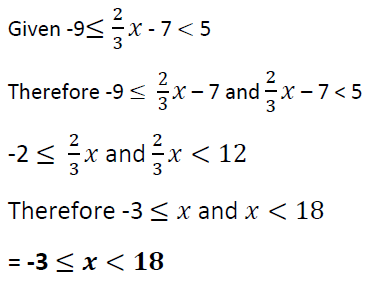 Given -9≤ 2/3 x - 7 < 5
Therefore -9 ≤ 2/3 x − 7 and 2/3 x − 7 < 5
-2 ≤ 2/3 x and 2/3 x < 12
Therefore -3 ≤ x and x < 18
= -3 ≤ x < 18